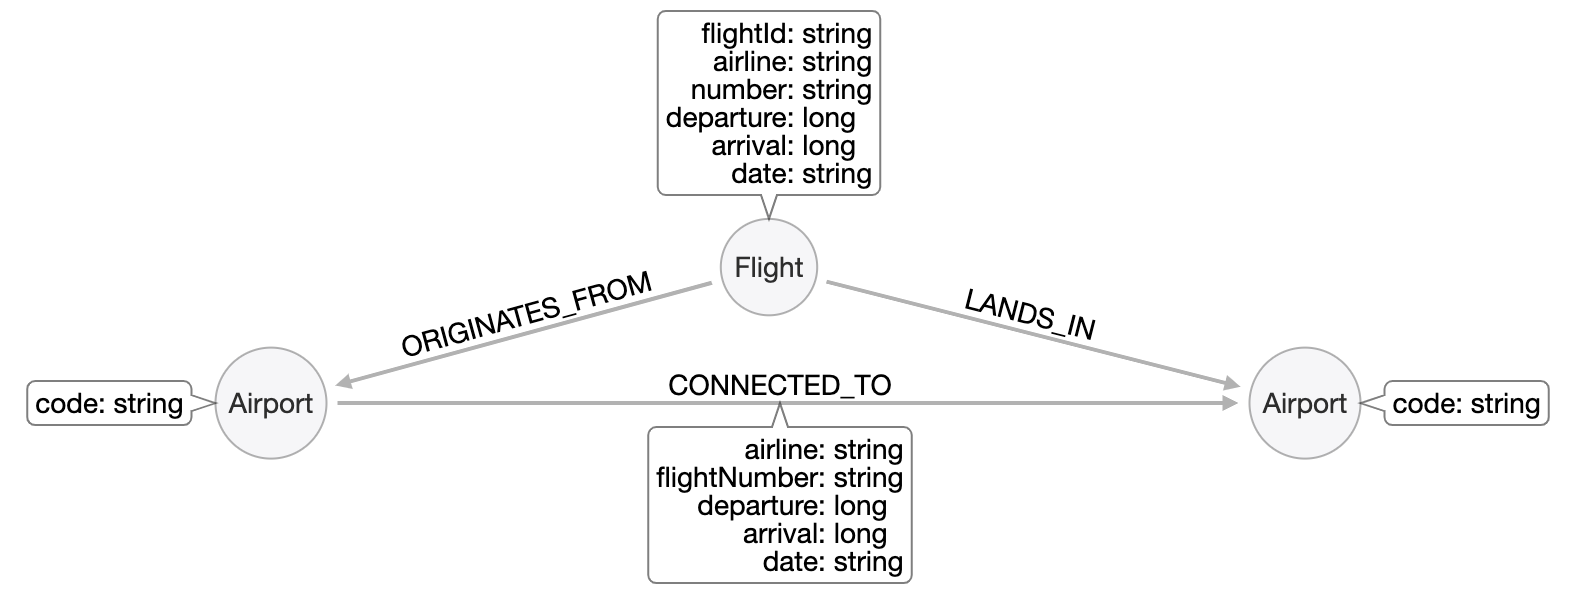 flightId: string
airline: string
number: string
departure: long
arrival: long
date: string
Flight
ORIGINATES_FROM
LANDS_IN
code: string
Airport
CONNECTED_TO
Airport
code: string
airline: string
flightNumber: string
departure: long
arrival: long
date: string